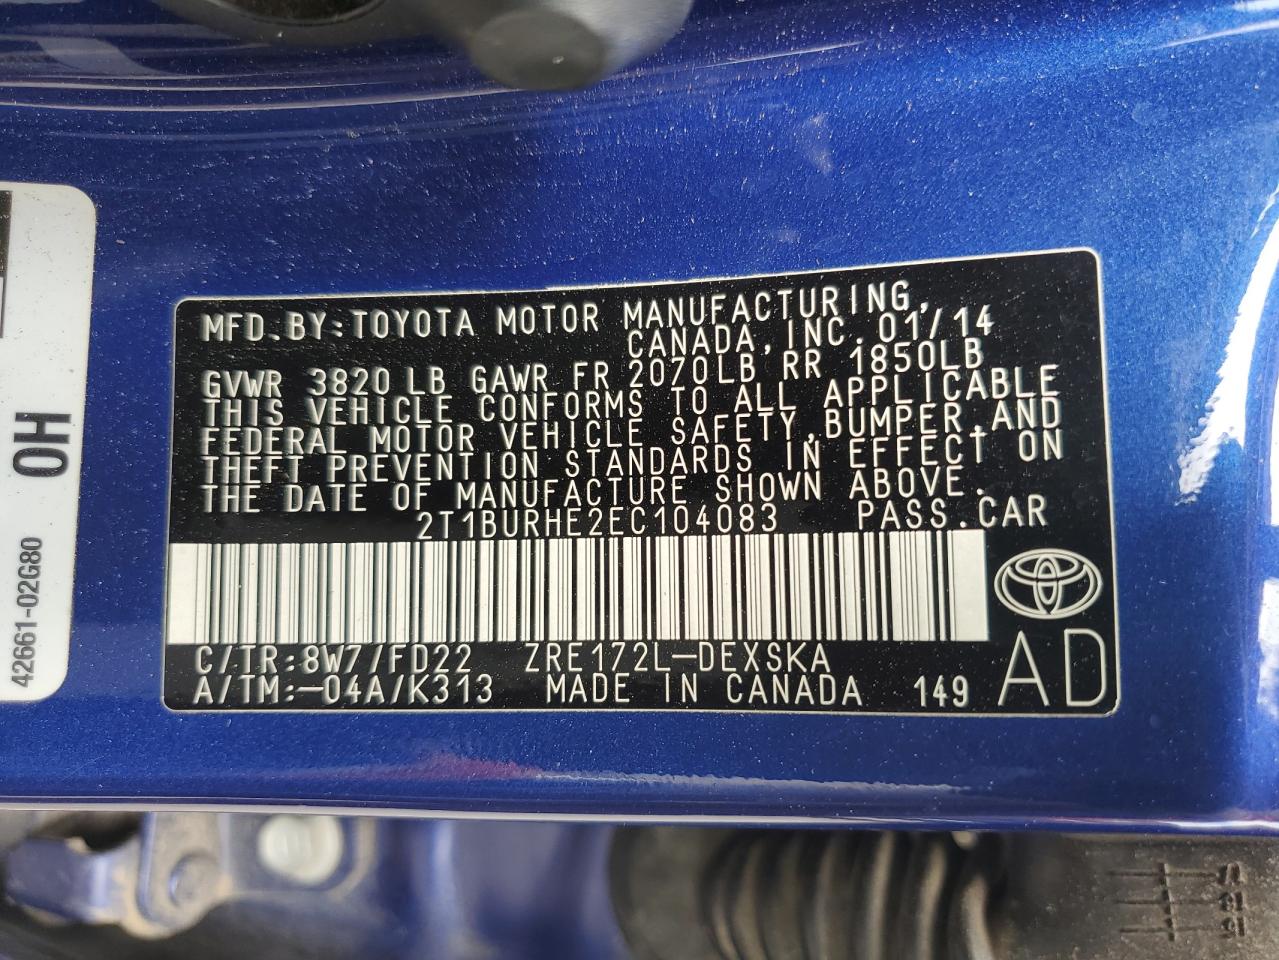 MFD.BY:TOYOTA MOTOR MANUFACTURING,
CANADA,INC.01/14
GVWR 3820LB GAWR FR 2070LB RR 1850LB
THIS VEHICLE CONFORMS TO ALL APPLICABLE
FEDERAL MOTOR VEHICLE SAFETY,BUMPER,AND
THEFT PREVENTION STANDARDS IN EFFECT ON
THE DATE OF MANUFACTURE SHOWN ABOVE.
2T1BURHE2EC104083 PASS.CAR
C/TR:8W7/FD22 ZRE172L-DEXSKA
A/TM:-04A/K313 MADE IN CANADA 149
AD
42661-02G80 0H